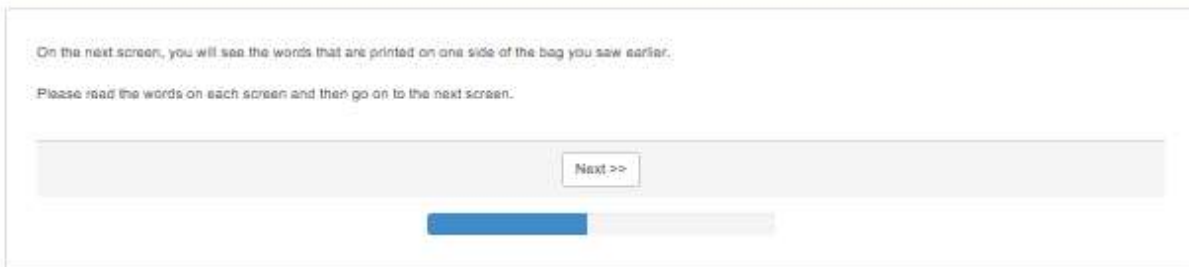 On the next screen, you will see the words that are printed on one side of the bag you saw earlier.
Please read the words on each screen and then go on to the next screen.
Next >>